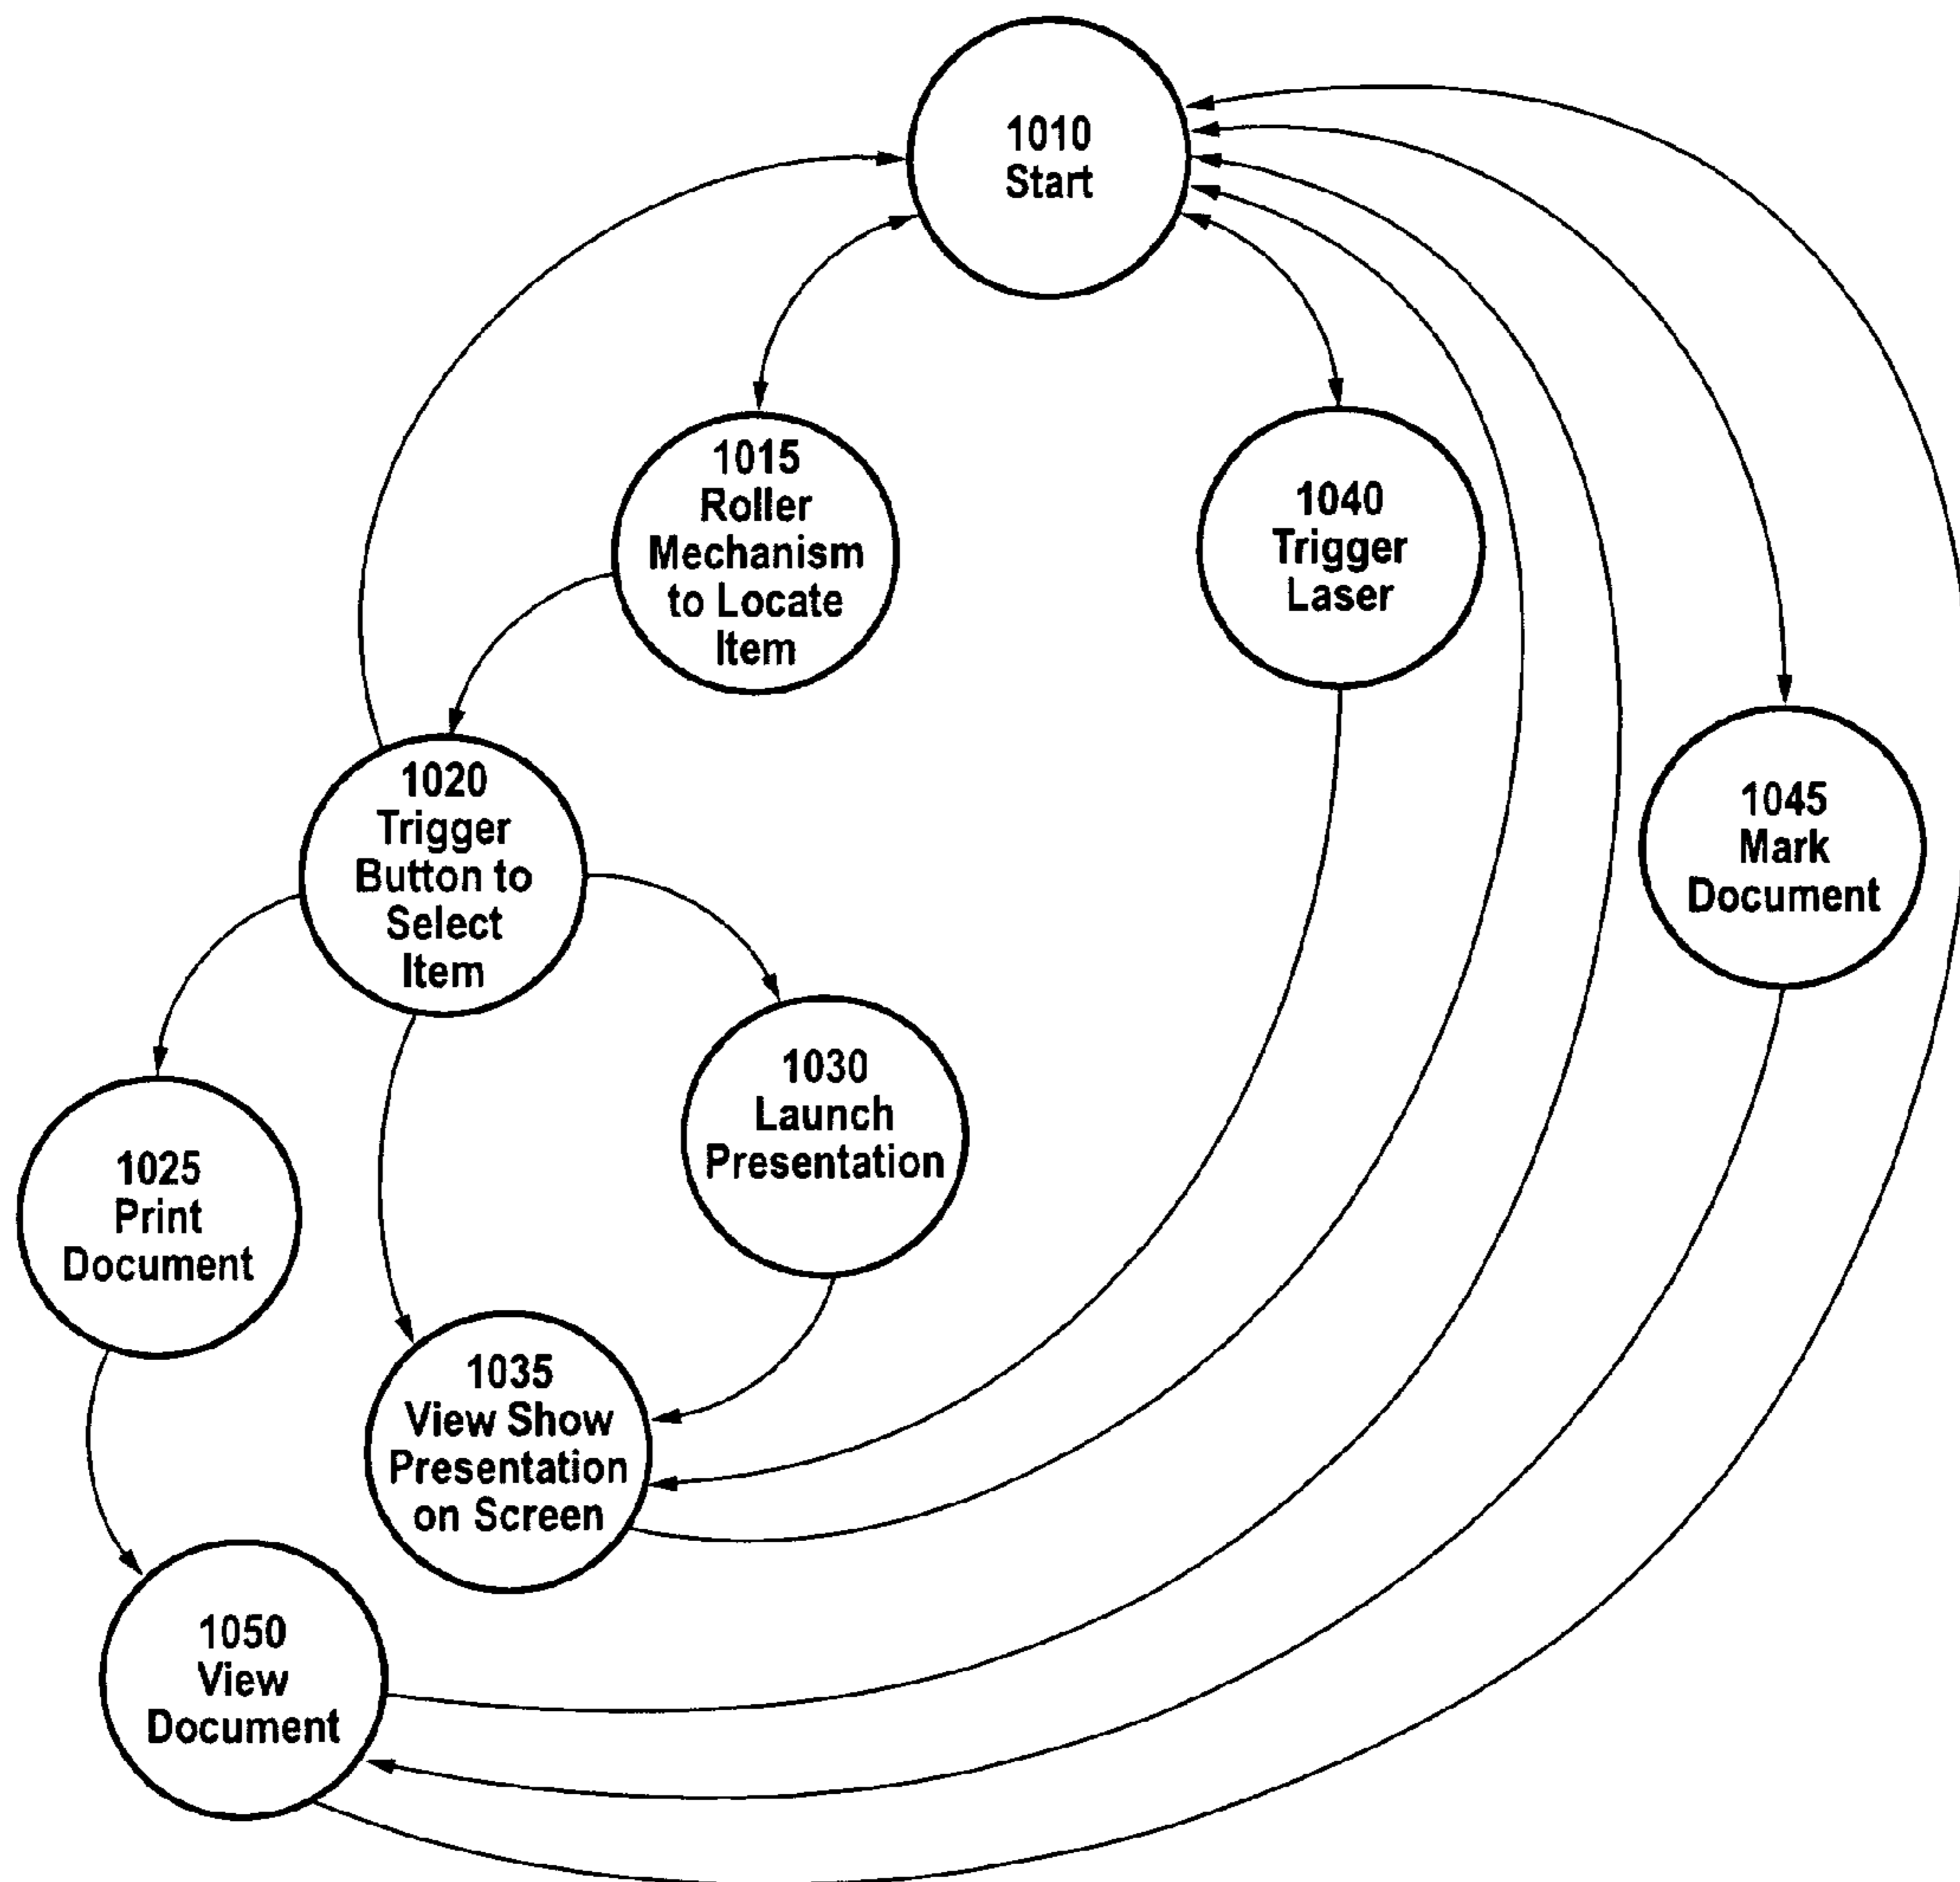 1010
Start
1015
Roller
Mechanism
to Locate
Item
1040
Trigger
Laser
1020
Trigger
Button to
Select
Item
1045
Mark
Document
1030
Launch
Presentation
1025
Print
Document
1035
View Show
Presentation
on Screen
1050
View
Document